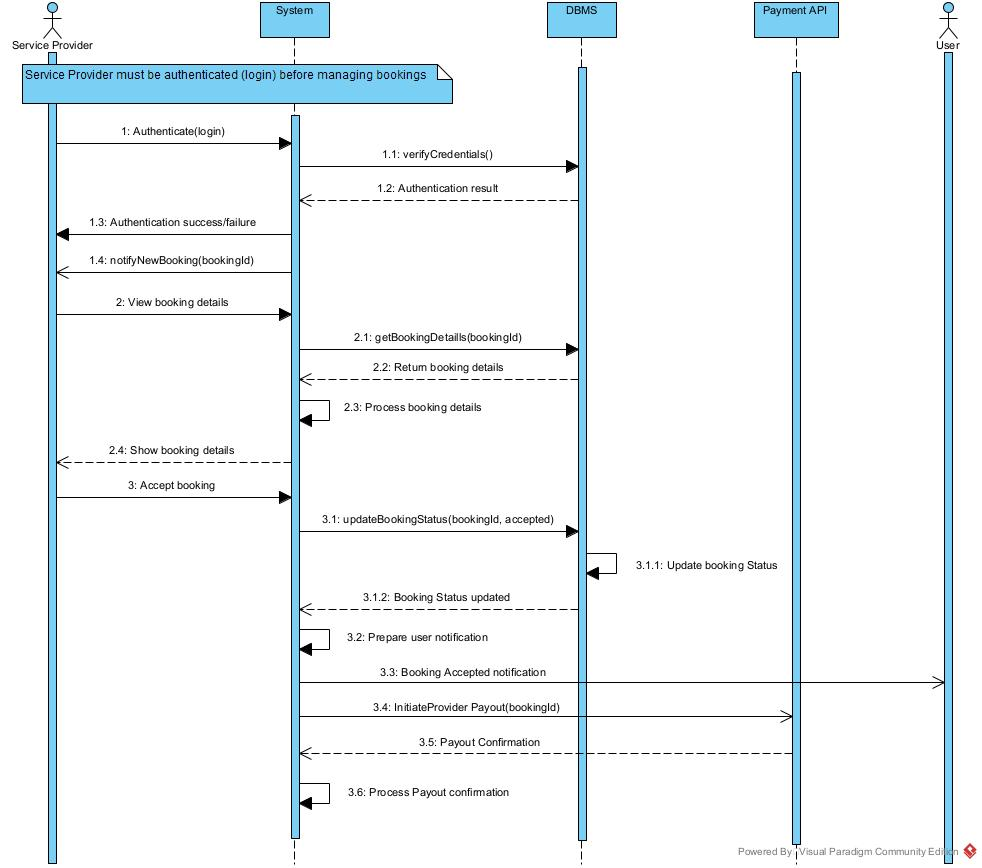 System
DBMS
Payment API
Service Provider
User
Service Provider must be authenticated (login) before managing bookings
1: Authenticate(login)
1.1: verifyCredentials()
1.2: Authentication result
1.3: Authentication success/failure
1.4: notifyNewBooking(bookingId)
2: View booking details
2.1: getBookingDetaills(bookingId)
2.2: Return booking details
2.3: Process booking details
2.4: Show booking details
3: Accept booking
3.1: updateBookingStatus(bookingId, accepted)
3.1.1: Update booking Status
3.1.2: Booking Status updated
3.2: Prepare user notification
3.3: Booking Accepted notification
3.4: InitiateProvider Payout(bookingId)
3.5: Payout Confirmation
3.6: Process Payout confirmation
Powered By Visual Paradigm Community Edition